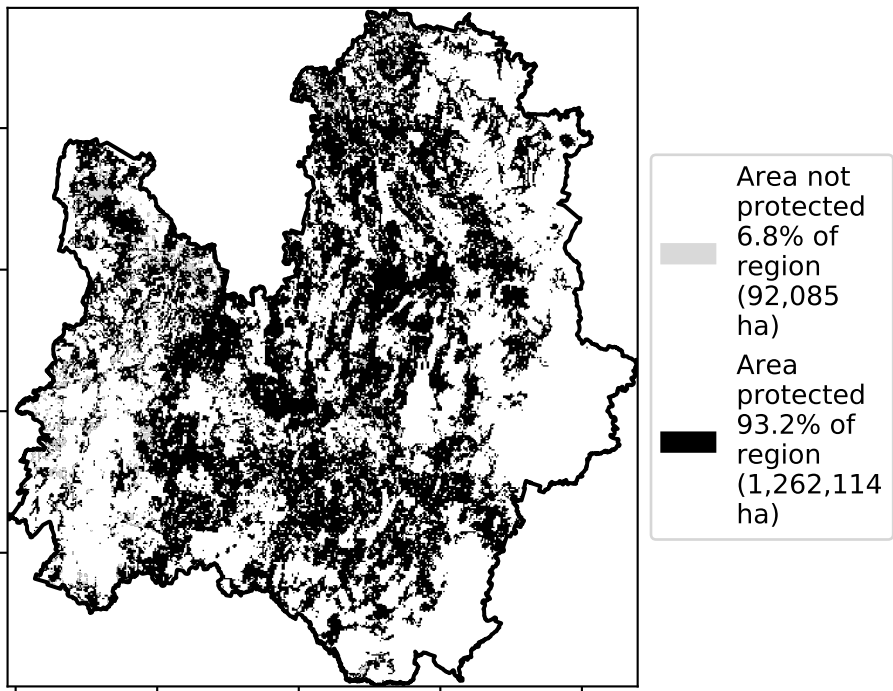 Area not
protected
6.8% of
region
(92,085
ha)
Area
protected
93.2% of
region
(1,262,114
ha)